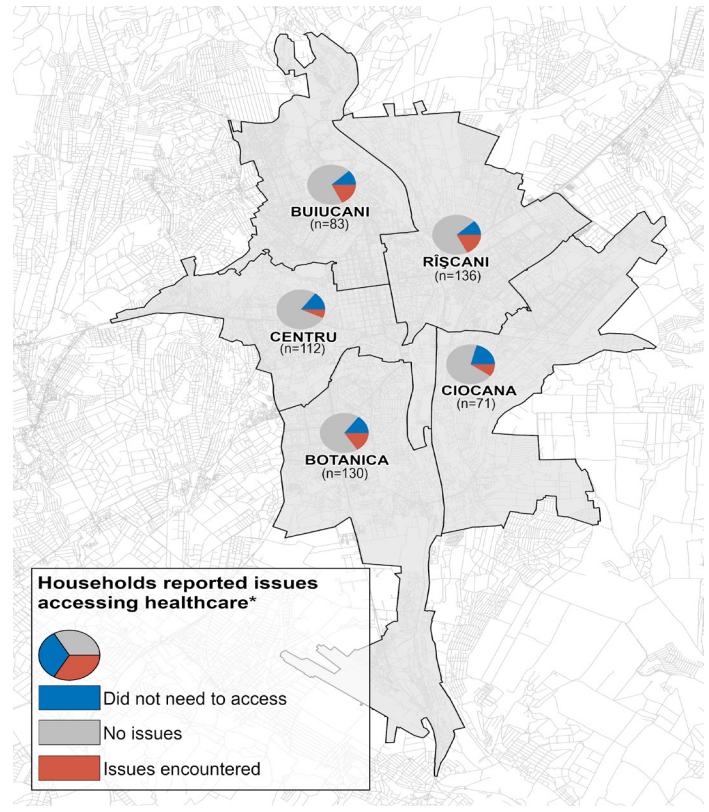 BUIUCANI
(n=83)
RÎŞCANI
(n=136)
CENTRU
(n=112)
CIOCANA
(n=71)
BOTANICA
(n=130)
Households reported issues
accessing healthcare*
Did not need to access
No issues
Issues encountered